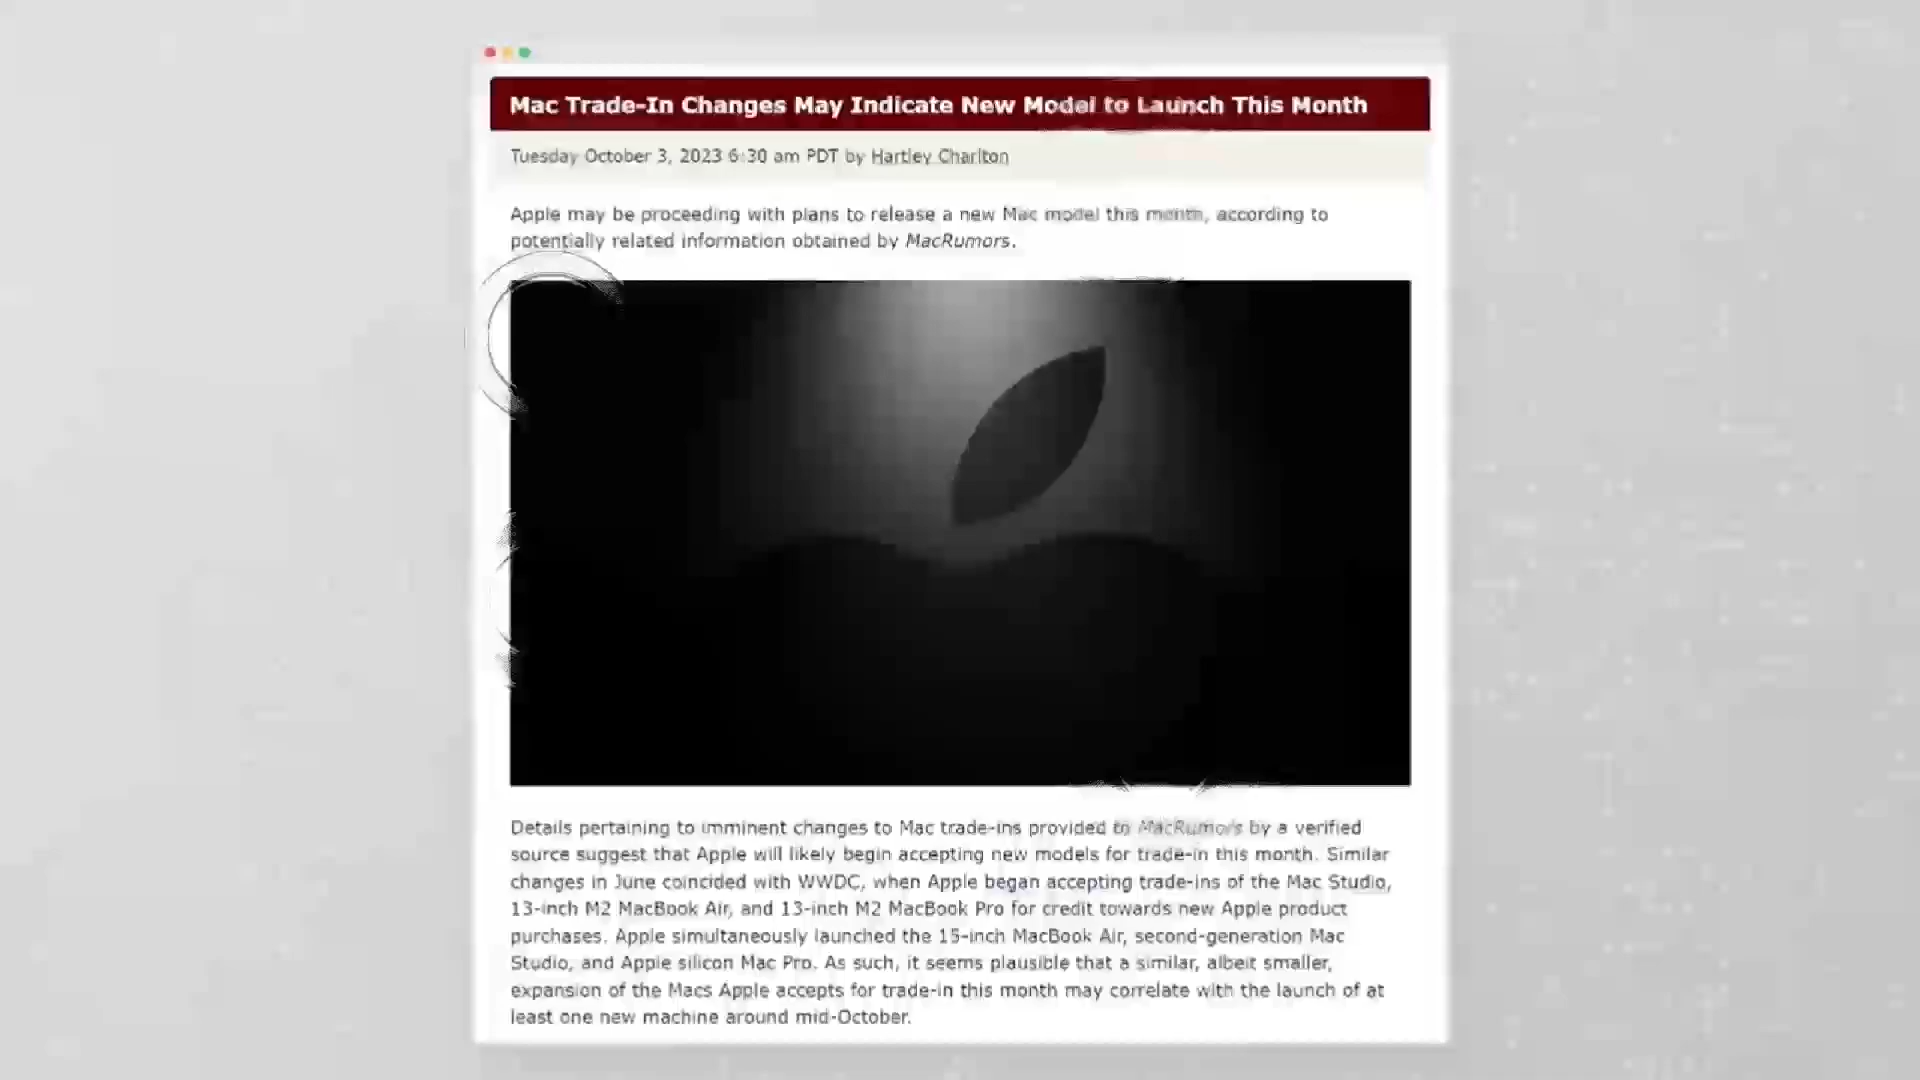 Mac Trade-In Changes May Indicate New Model to Launch This Month
Tuesday October 3, 2023 6:30 am PDT by Hartley Charlton
Apple may be proceeding with plans to release a new Mac model this month, according to
potentially related information obtained by MacRumors.
Details pertaining to imminent changes to Mac trade-ins provided to MacRumors by a verified
source suggest that Apple will likely begin accepting new models for trade-in this month. Similar
changes in June coincided with WWDC, when Apple began accepting trade-ins of the Mac Studio,
13-inch M2 MacBook Air, and 13-inch M2 MacBook Pro for credit towards new Apple product
purchases. Apple simultaneously launched the 15-inch MacBook Air, second-generation Mac
Studio, and Apple silicon Mac Pro. As such, it seems plausible that a similar, albeit smaller,
expansion of the Macs Apple accepts for trade-in this month may correlate with the launch of at
least one new machine around mid-October.